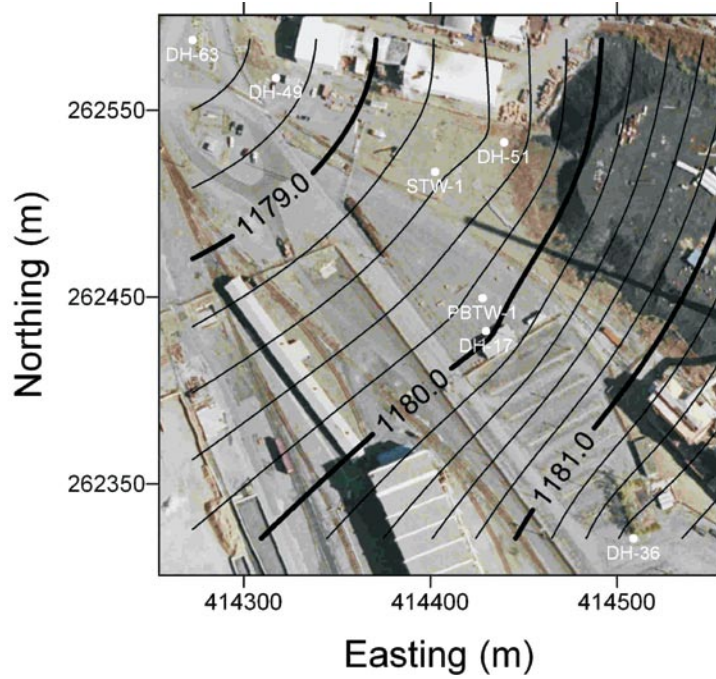 DH-63
DH-49
262550
DH-51
STW-1
1179.0
Northing (m)
262450
PBTW-1
DH-17
1180.0
1181.0
262350
DH-36
414300
414400
414500
Easting (m)